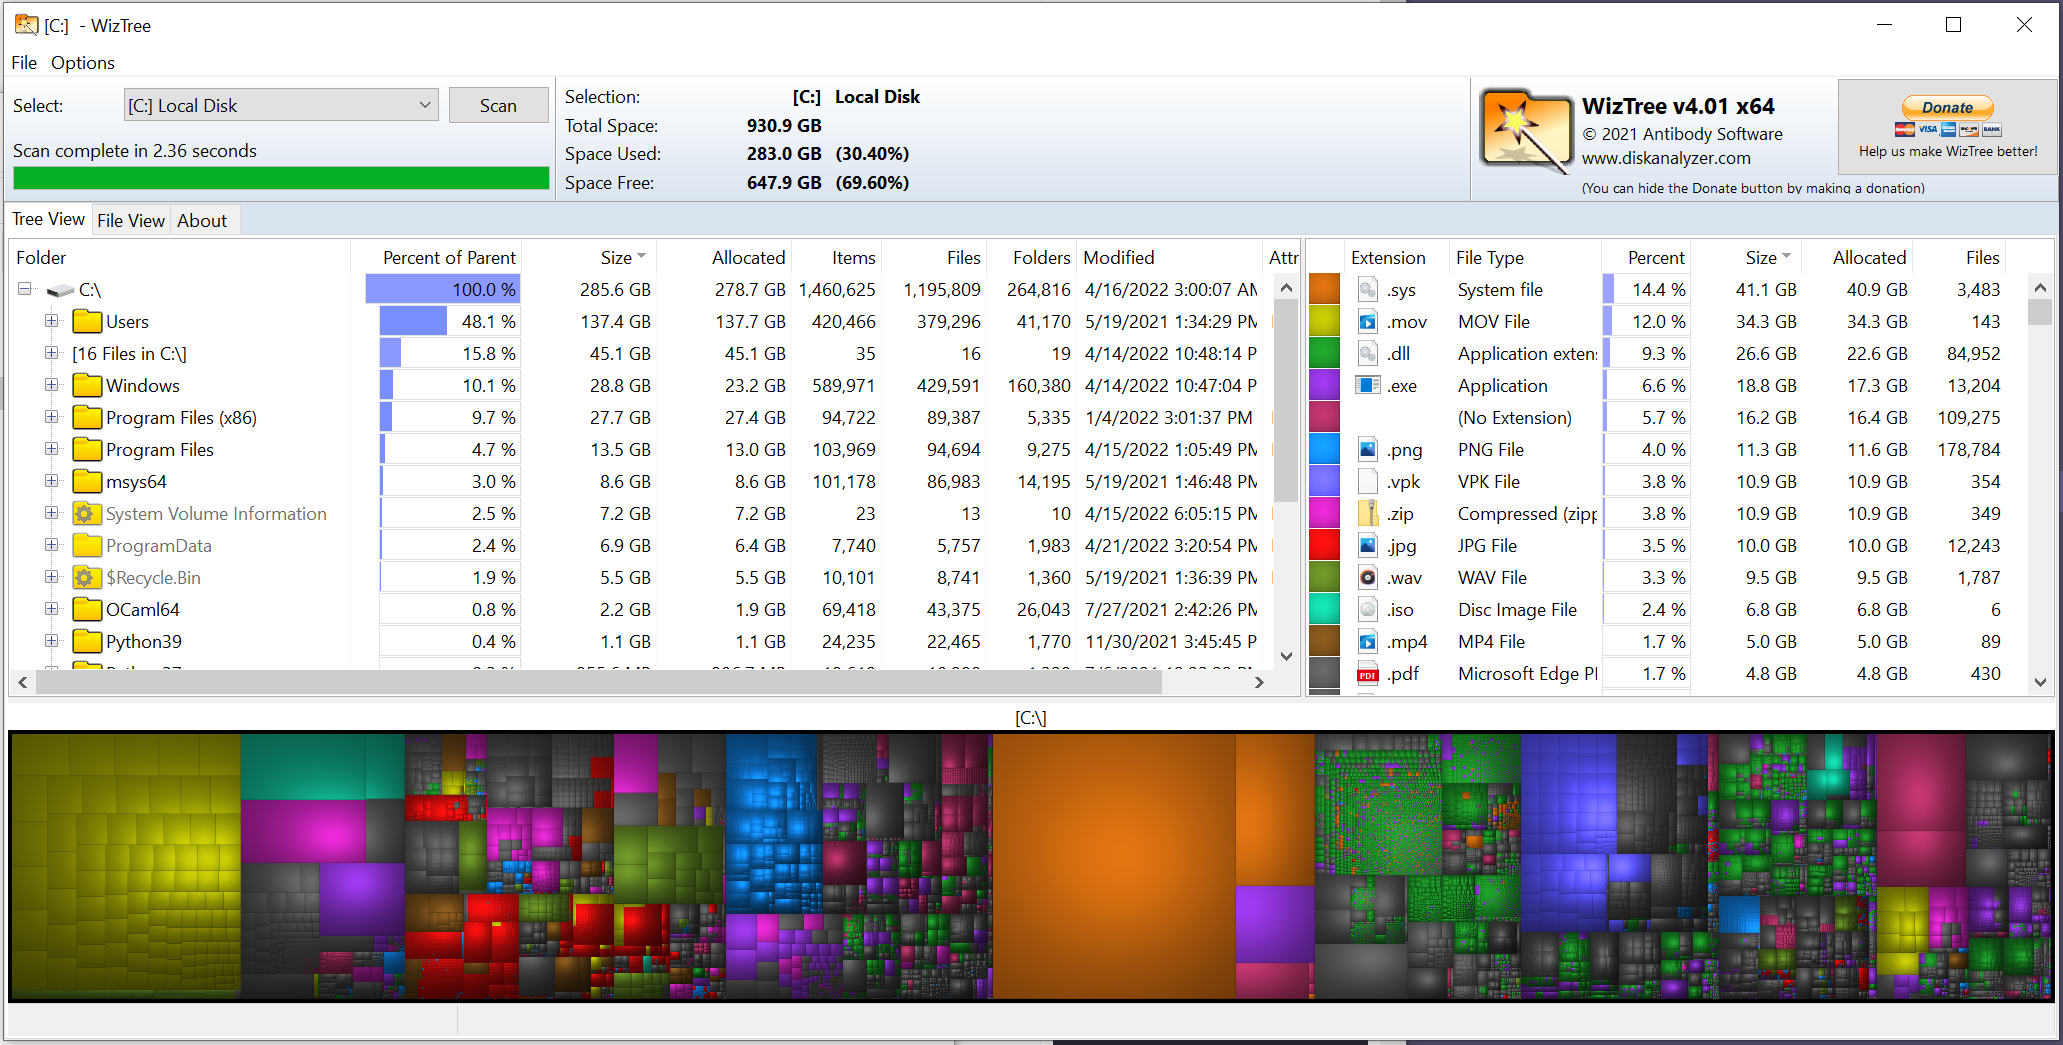 [C:] - WizTree
File Options
Select: [C:] Local Disk Scan
Scan complete in 2.36 seconds
Selection: [C:] Local Disk
Total Space: 930.9 GB
Space Used: 283.0 GB (30.40%)
Space Free: 647.9 GB (69.60%)
WizTree v4.01 x64
© 2021 Antibody Software
www.diskanalyzer.com
(You can hide the Donate button by making a donation)
Donate
VISA BANK
Help us make WizTree better!
Tree View File View About
Folder Percent of Parent Size Allocated Items Files Folders Modified Attr
C:\ 100.0 % 285.6 GB 278.7 GB 1,460,625 1,195,809 264,816 4/16/2022 3:00:07 AM
Users 48.1 % 137.4 GB 137.7 GB 420,466 379,296 41,170 5/19/2021 1:34:29 PM
[16 Files in C:\] 15.8 % 45.1 GB 45.1 GB 35 16 19 4/14/2022 10:48:14 P
Windows 10.1 % 28.8 GB 23.2 GB 589,971 429,591 160,380 4/14/2022 10:47:04 P
Program Files (x86) 9.7 % 27.7 GB 27.4 GB 94,722 89,387 5,335 1/4/2022 3:01:37 PM
Program Files 4.7 % 13.5 GB 13.0 GB 103,969 94,694 9,275 4/15/2022 1:05:49 PM
msys64 3.0 % 8.6 GB 8.6 GB 101,178 86,983 14,195 5/19/2021 1:46:48 PM
System Volume Information 2.5 % 7.2 GB 7.2 GB 23 13 10 4/15/2022 6:05:15 PM
ProgramData 2.4 % 6.9 GB 6.4 GB 7,740 5,757 1,983 4/21/2022 3:20:54 PM
$Recycle.Bin 1.9 % 5.5 GB 5.5 GB 10,101 8,741 1,360 5/19/2021 1:36:39 PM
OCaml64 0.8 % 2.2 GB 1.9 GB 69,418 43,375 26,043 7/27/2021 2:42:26 PM
Python39 0.4 % 1.1 GB 1.1 GB 24,235 22,465 1,770 11/30/2021 3:45:45 P
Extension File Type Percent Size Allocated Files
.sys System file 14.4 % 41.1 GB 40.9 GB 3,483
.mov MOV File 12.0 % 34.3 GB 34.3 GB 143
.dll Application exten 9.3 % 26.6 GB 22.6 GB 84,952
.exe Application 6.6 % 18.8 GB 17.3 GB 13,204
(No Extension) 5.7 % 16.2 GB 16.4 GB 109,275
.png PNG File 4.0 % 11.3 GB 11.6 GB 178,784
.vpk VPK File 3.8 % 10.9 GB 10.9 GB 354
.zip Compressed (zipp 3.8 % 10.9 GB 10.9 GB 349
.jpg JPG File 3.5 % 10.0 GB 10.0 GB 12,243
.wav WAV File 3.3 % 9.5 GB 9.5 GB 1,787
.iso Disc Image File 2.4 % 6.8 GB 6.8 GB 6
.mp4 MP4 File 1.7 % 5.0 GB 5.0 GB 89
PDF .pdf Microsoft Edge P 1.7 % 4.8 GB 4.8 GB 430
[C:\]